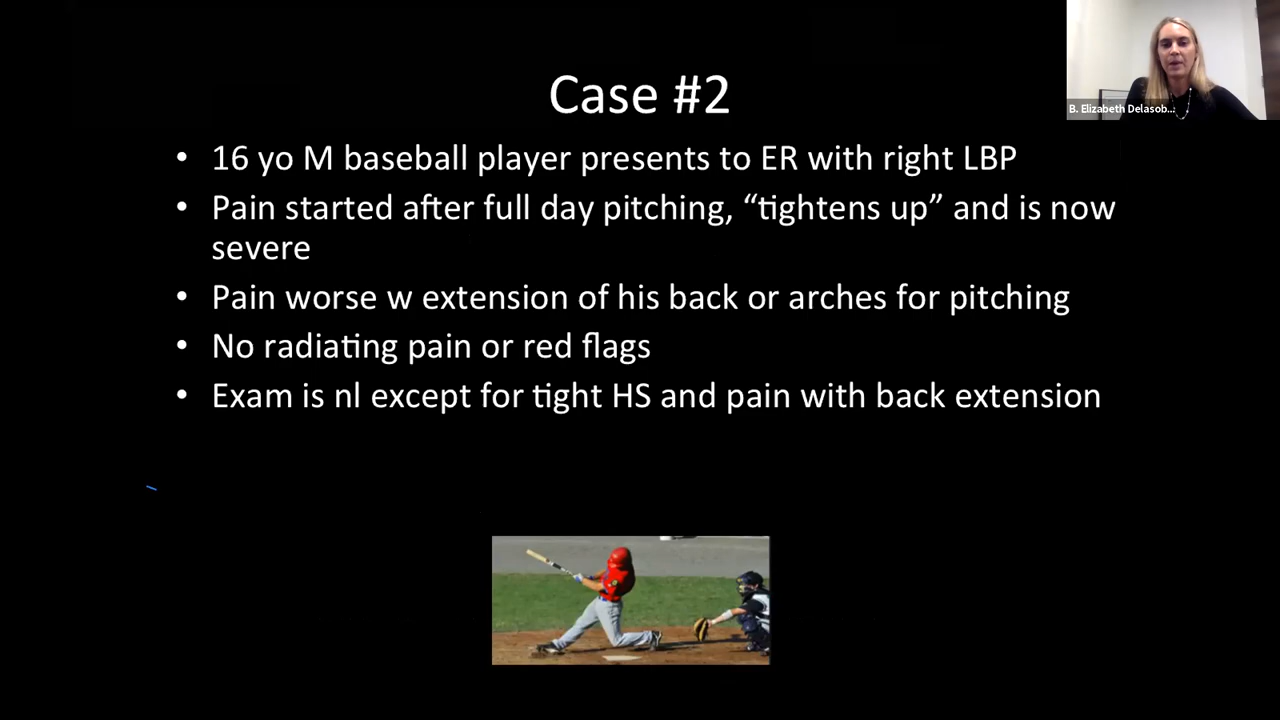 Case #2
B. Elizabeth Delasob...
• 16 yo M baseball player presents to ER with right LBP
• Pain started after full day pitching, “tightens up” and is now
severe
• Pain worse w extension of his back or arches for pitching
• No radiating pain or red flags
• Exam is nl except for tight HS and pain with back extension